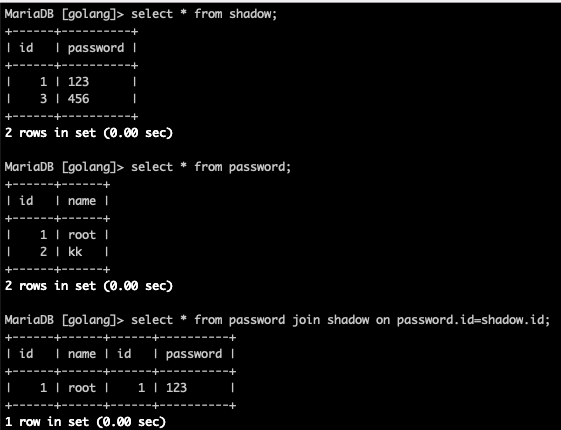 MariaDB [golang]> select * from shadow;
+------+----------+
| id   | password |
+------+----------+
|    1 | 123      |
|    3 | 456      |
+------+----------+
2 rows in set (0.00 sec)

MariaDB [golang]> select * from password;
+------+------+
| id   | name |
+------+------+
|    1 | root |
|    2 | kk   |
+------+------+
2 rows in set (0.00 sec)

MariaDB [golang]> select * from password join shadow on password.id=shadow.id;
+------+------+------+----------+
| id   | name | id   | password |
+------+------+------+----------+
|    1 | root |    1 | 123      |
+------+------+------+----------+
1 row in set (0.00 sec)